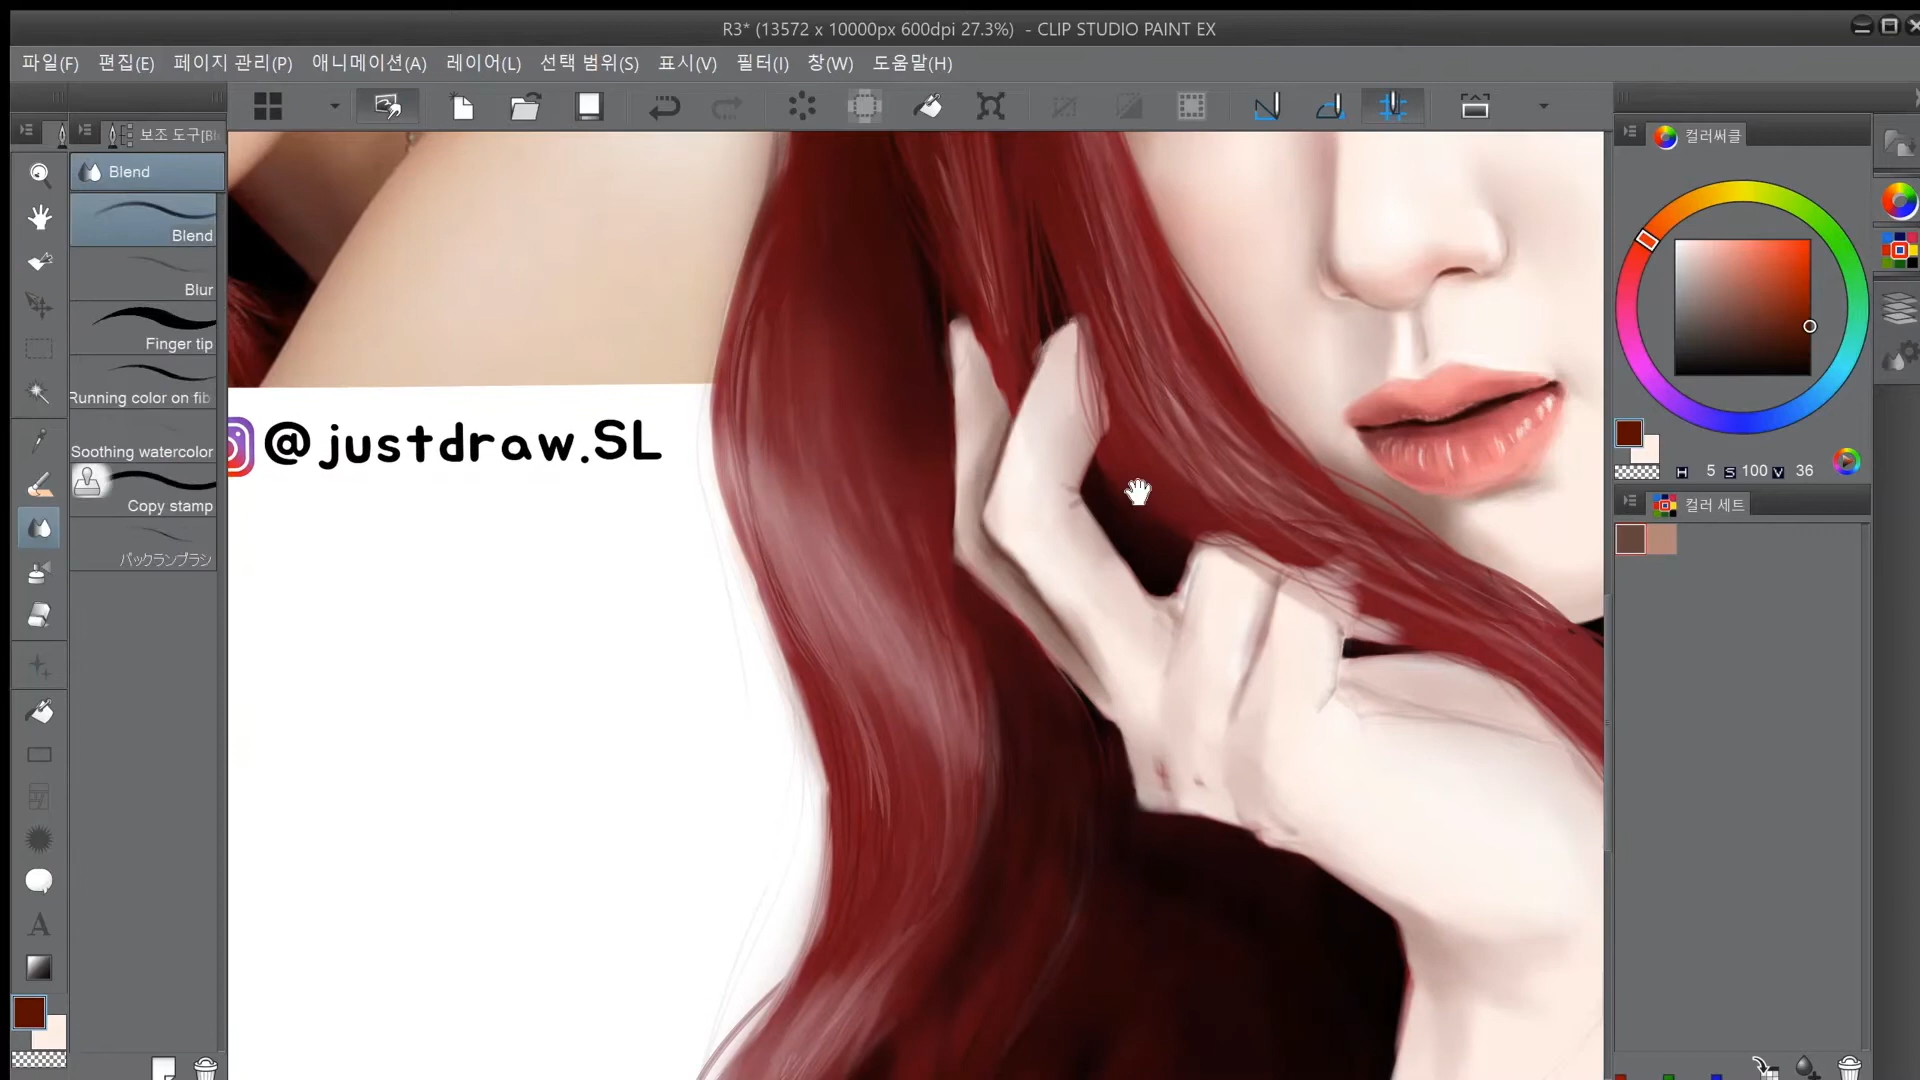 R3* (13572 x 10000px 600dpi 27.3%) - CLIP STUDIO PAINT EX
파일(F) 편집(E) 페이지 관리(P) 애니메이션(A) 레이어(L) 선택 범위(S) 표시(V) 필터(I) 창(W) 도움말(H)
보조 도구[Bl
컬러써클
Blend
Blend
Blur
Finger tip
Running color on fib
Soothing watercolor
Copy stamp
バックランブラシ
@justdraw.SL
H 5 S 100 V 36
컬러 세트
A